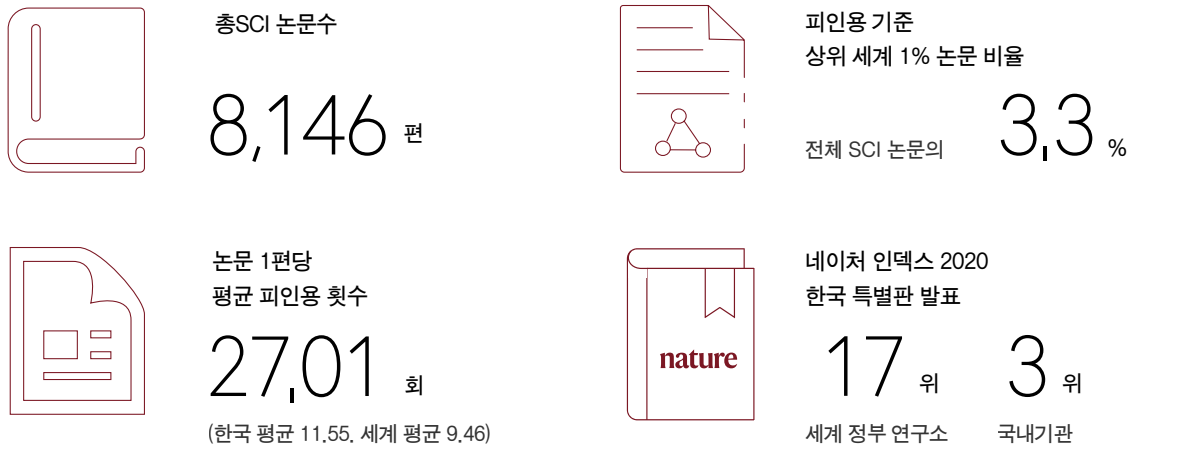 총SCI 논문수
8,146 편
피인용 기준
상위 세계 1% 논문 비율
전체 SCI 논문의 3.3 %
논문 1편당
평균 피인용 횟수
27.01 회
(한국 평균 11.55. 세계 평균 9.46)
nature
네이처 인덱스 2020
한국 특별판 발표
17 위 3 위
세계 정부 연구소 국내기관